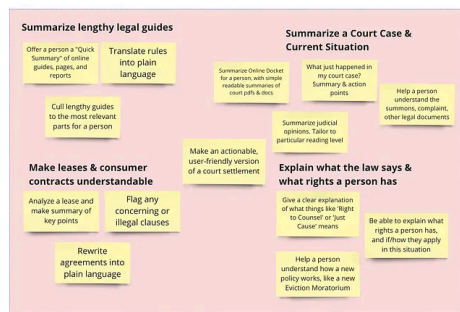 Summarize lengthy legal guides
Offer a person a "Quick
Summary" of online
guides, pages, and
reports
Translate rules
into plain
language
Cull lengthy guides
to the most relevant
parts for a person
Summarize a Court Case &
Current Situation
Summarize Online Docket
for a person, with simple
readable summaries of
court pdfs & docs
What just happened in
my court case?
Summary & action
points
Help a person
understand the
summons, complaint,
other legal documents
Summarize judicial
opinions. Tailor to
particular reading level
Make an actionable,
user-friendly version
of a court settlement
Make leases & consumer
contracts understandable
Analyze a lease and
make summary of
key points
Flag any
concerning or
illegal clauses
Rewrite
agreements into
plain language
Explain what the law says &
what rights a person has
Give a clear explanation
of what things like 'Right
to Counsel' or 'Just
Cause' means
Be able to explain what
rights a person has,
and if/how they apply
in this situation
Help a person
understand how a new
policy works, like a new
Eviction Moratorium